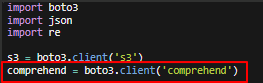 import boto3
import json
import re
s3 = boto3.client('s3')
comprehend = boto3.client('comprehend')